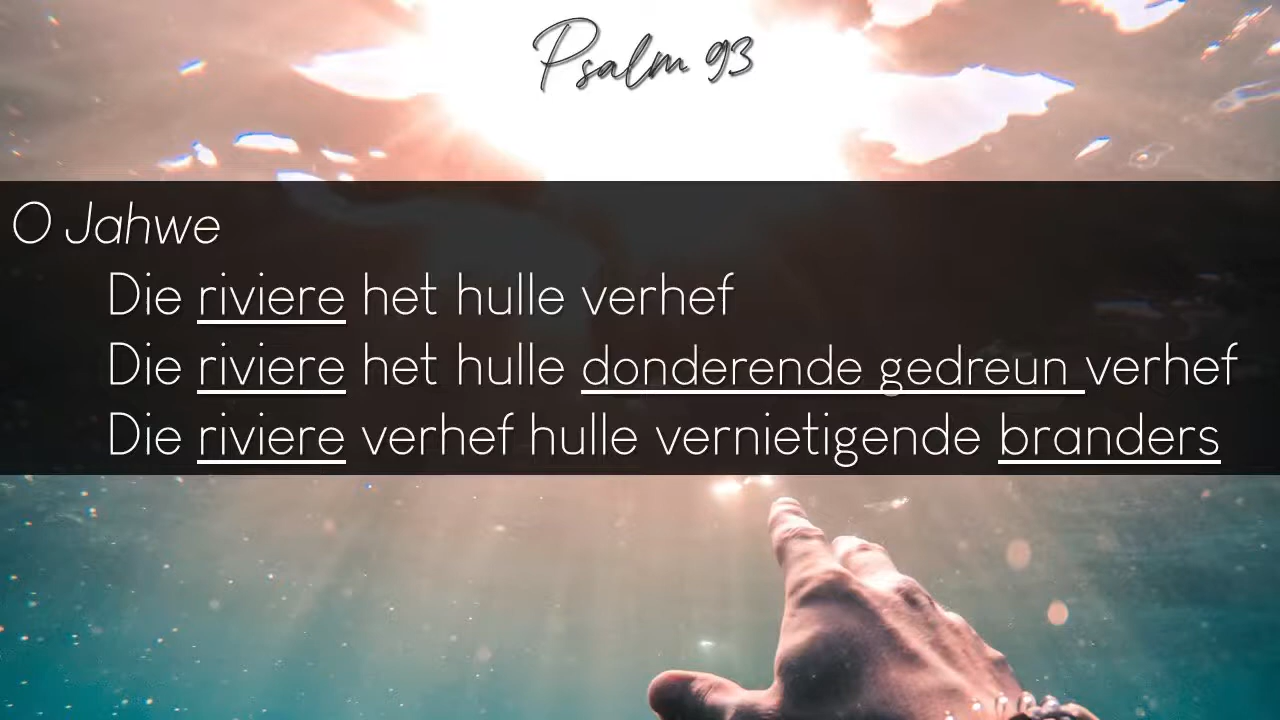 Psalm 93
O Jahwe
Die riviere het hulle verhef
Die riviere het hulle donderende gedreun verhef
Die riviere verhef hulle vernietigende branders